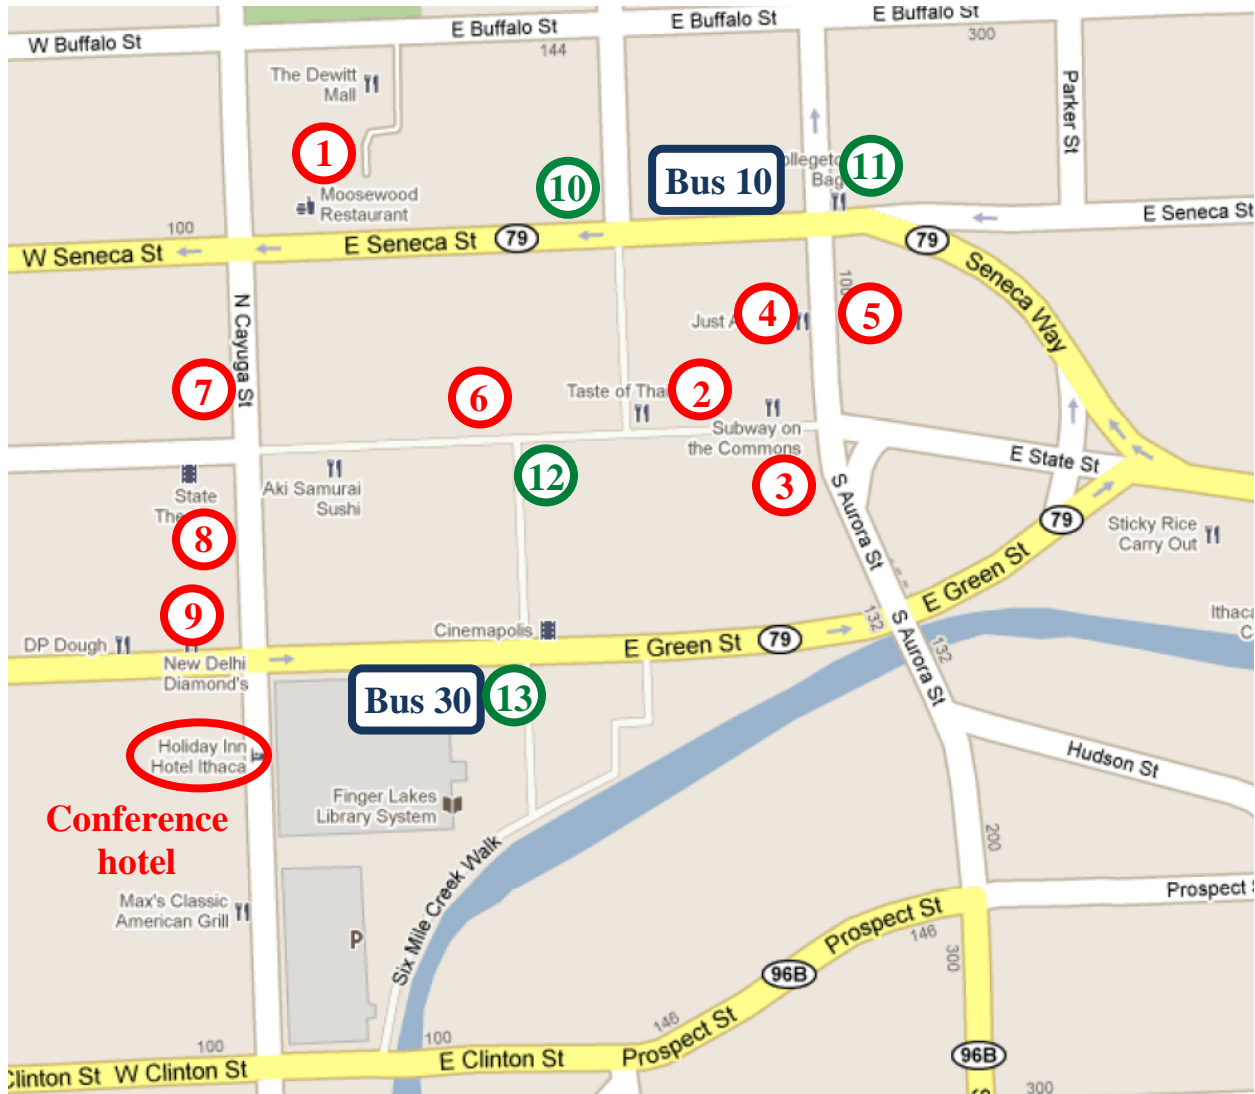 W Buffalo St
E Buffalo St
144
E Buffalo St
E Buffalo St
300
The Dewitt
Mall
Parker St
1
Moosewood
Restaurant
10
Bus 10
11
Bag
100
W Seneca St
E Seneca St
79
E Seneca St
79
Seneca Way
N Cayuga St
Just
4
5
7
6
Taste of Thai
2
Subway on
the Commons
E State St
State
8
Aki Samurai
Sushi
12
3
S Aurora St
79
Sticky Rice
Carry Out
9
DP Dough
New Delhi
Diamond's
Cinemapolis
E Green St
79
132
E Green St
S Aurora St
132
Bus 30
13
Holiday Inn
Hotel Ithaca
Conference
hotel
Finger Lakes
Library System
Hudson St
200
Six Mile Creek Walk
Max's Classic
American Grill
P
Prospect St
146
300
Prospect
96B
146
Prospect St
100
100
Clinton St
W Clinton St
E Clinton St
96B
300